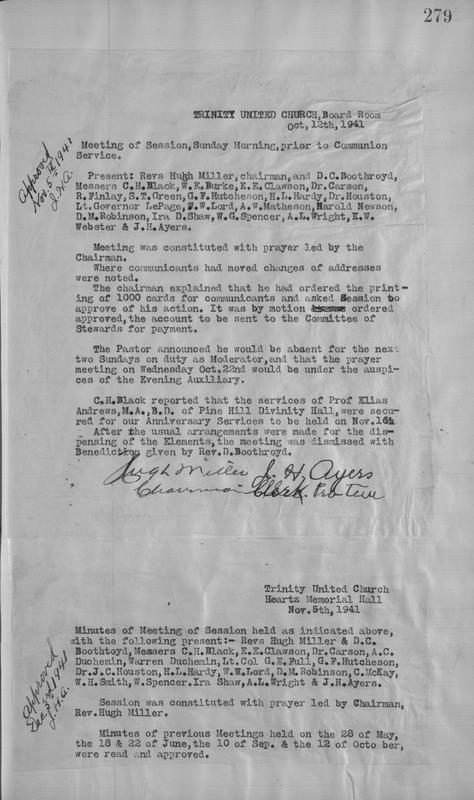 279
TRINITY UNITED CHURCH, Board Room
Oct, 12th, 1941
Approved
Nov. 5th 1941
J.H.A.
Meeting of Session, Sunday Morning, prior to Communion
Service.
Present: Revs Hugh Miller, chairman, and D.C. Boothroyd,
Messers C.H. Black, W.E. Burke, E.E. Clawson, Dr. Carson,
R. Finlay, S.T. Green, G.F. Hutcheson, H.L. Hardy, Dr. Houston,
Lt. Governor LePage, W.W. Lord, A.W. Matheson, Harold Newson,
D.M. Robinson, Ira D. Shaw, W.G. Spencer, A.L. Wright, E.W.
Webster & J.H. Ayers.
Meeting was constituted with prayer led by the
Chairman.
Where communicants had moved changes of addresses
were noted.
The chairman explained that he had ordered the print-
ing of 1000 cards for communicants and asked Session to
approve of his action. It was by motion ordered
approved, the account to be sent to the Committee of
Stewards for payment.
The Pastor announced he would be absent for the next
two Sundays on duty as Moderator, and that the prayer
meeting on Wednesday Oct. 22nd would be under the auspi-
ces of the Evening Auxiliary.
C.H. Black reported that the services of Prof Elias
Andrews, M.A., B.D. of Pine Hill Divinity Hall, were secu-
red for our Anniversary Services to be held on Nov. 16th
After the usual arrangements were made for the dis-
pensing of the Elements, the meeting was dismissed with
Benediction given by Rev. D. Boothroyd.
Hugh Miller J. H. Ayers
Chairman Clerk. Pro Tem
Trinity United Church
Heartz Memorial Hall
Nov. 5th, 1941
Approved
Dec 3rd 1941
J.H.A.
Minutes of Meeting of Session held as indicated above,
with the following present:- Revs Hugh Miller & D.C.
Boothtoyd, Messers C.H. Black, E.E. Clawson, Dr. Carson, A.C.
Duchemin, Warren Duchemin, Lt. Col G.E. Full, G.F. Hutcheson,
Dr. J.C. Houston, H.L. Hardy, W.W. Lord, D.M. Robinson, C. McKay,
W.H. Smith, W. Spencer. Ira Shaw, A.L. Wright & J.H. Ayers.
Session was constituted with prayer led by Chairman,
Rev. Hugh Miller.
Minutes of previous Meetings held on the 28 of May,
the 18 & 22 of June, the 10 of Sep. & the 12 of Octo ber,
were read and approved.